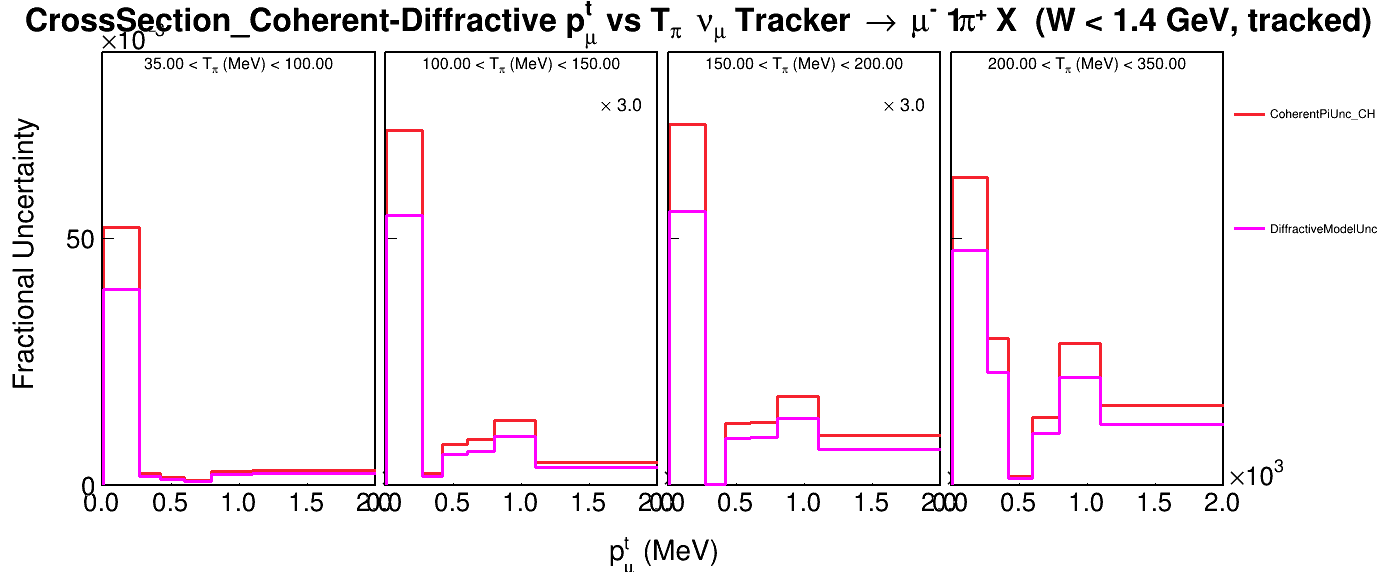 CrossSection_Coherent-Diffractive p^t_μ vs T_π ν_μ Tracker → μ^- 1π^+ X (W < 1.4 GeV, tracked)
35.00 < T_π (MeV) < 100.00
100.00 < T_π (MeV) < 150.00
150.00 < T_π (MeV) < 200.00
200.00 < T_π (MeV) < 350.00
× 3.0
× 3.0
CoherentPiUnc_CH
DiffractiveModelUnc
Fractional Uncertainty
50
0
0.0 0.5 1.0 1.5 2.0
0.5 1.0 1.5 2.0
0.5 1.0 1.5 2.0
0.5 1.0 1.5 2.0
×10^3
p^t_μ (MeV)